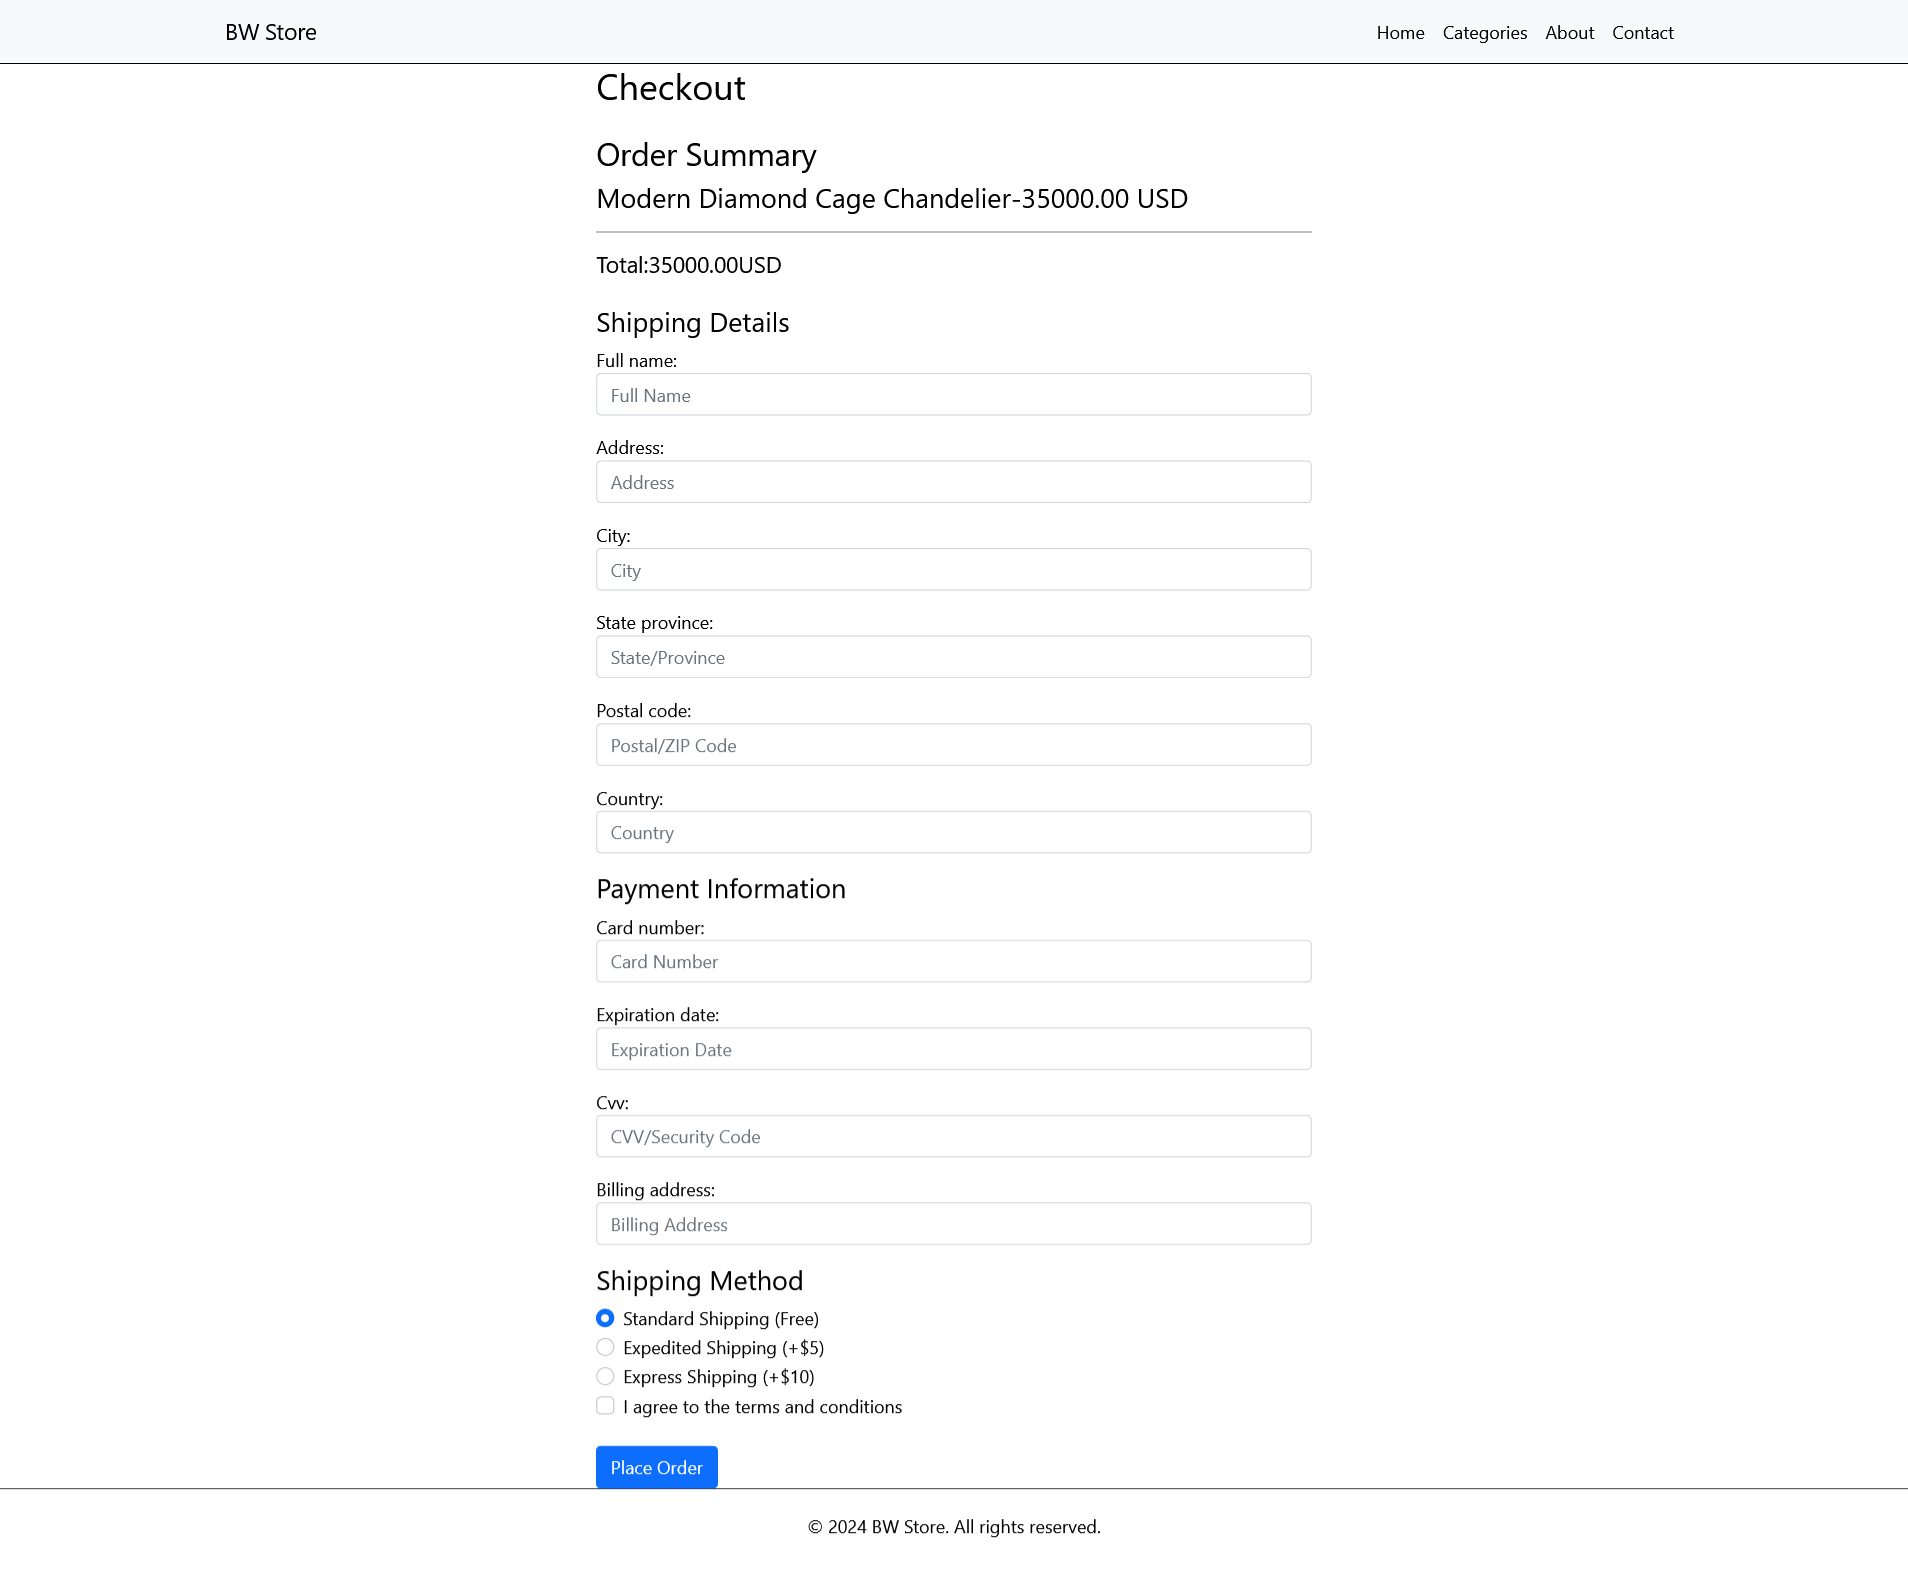 BW Store
Home Categories About Contact
Checkout
Order Summary
Modern Diamond Cage Chandelier-35000.00 USD
Total:35000.00USD
Shipping Details
Full name:
Full Name
Address:
Address
City:
City
State province:
State/Province
Postal code:
Postal/ZIP Code
Country:
Country
Payment Information
Card number:
Card Number
Expiration date:
Expiration Date
Cvv:
CVV/Security Code
Billing address:
Billing Address
Shipping Method
Standard Shipping (Free)
Expedited Shipping (+$5)
Express Shipping (+$10)
I agree to the terms and conditions
Place Order
© 2024 BW Store. All rights reserved.